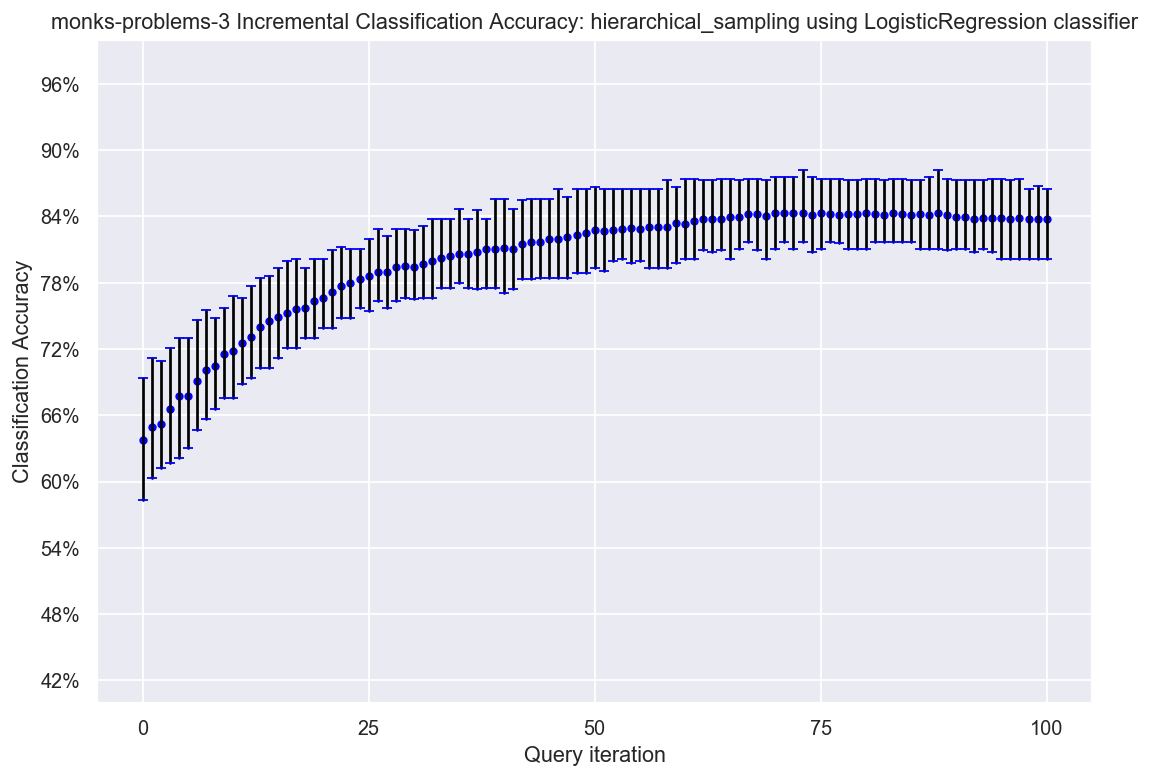 monks-problems-3 Incremental Classification Accuracy: hierarchical_sampling using LogisticRegression classifier
96%
90%
84%
78%
72%
66%
60%
54%
48%
42%
Classification Accuracy
0 25 50 75 100
Query iteration